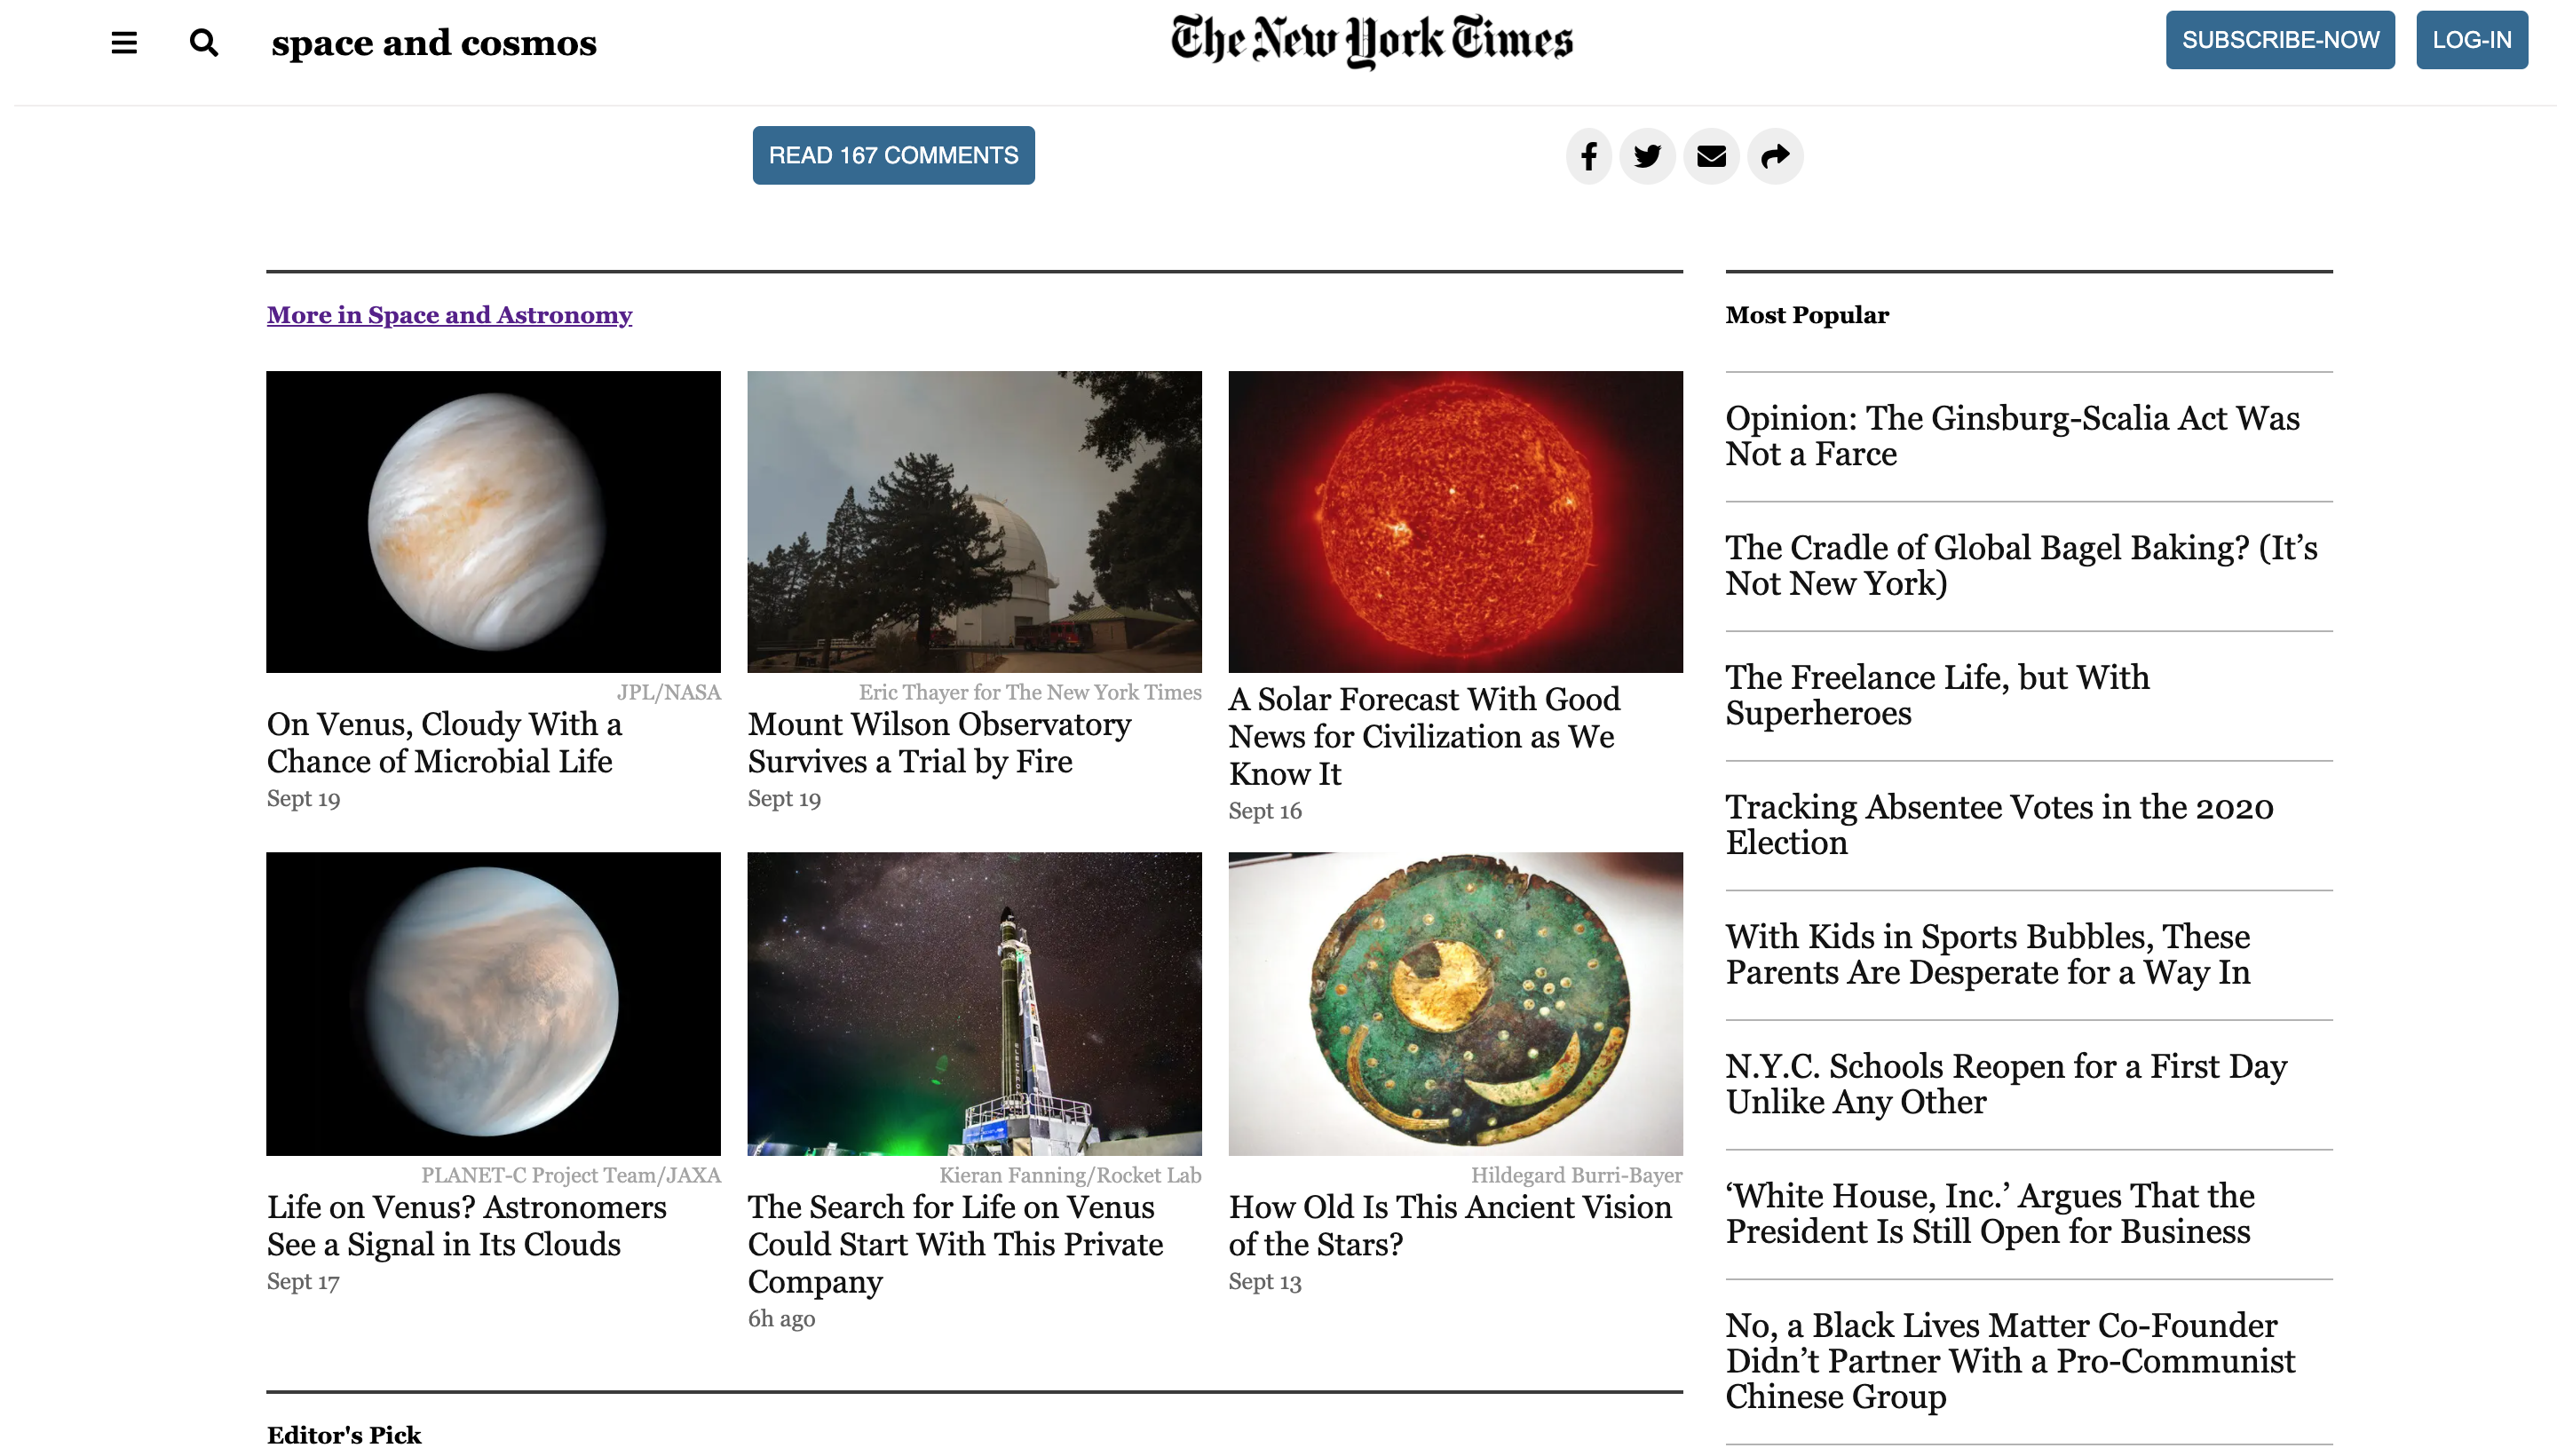 space and cosmos
The New York Times
SUBSCRIBE-NOW
LOG-IN
READ 167 COMMENTS
More in Space and Astronomy
JPL/NASA
On Venus, Cloudy With a
Chance of Microbial Life
Sept 19
Eric Thayer for The New York Times
Mount Wilson Observatory
Survives a Trial by Fire
Sept 19
A Solar Forecast With Good
News for Civilization as We
Know It
Sept 16
PLANET-C Project Team/JAXA
Life on Venus? Astronomers
See a Signal in Its Clouds
Sept 17
ELECTRON
Kieran Fanning/Rocket Lab
The Search for Life on Venus
Could Start With This Private
Company
6h ago
Hildegard Burri-Bayer
How Old Is This Ancient Vision
of the Stars?
Sept 13
Editor's Pick
Most Popular
Opinion: The Ginsburg-Scalia Act Was
Not a Farce
The Cradle of Global Bagel Baking? (It’s
Not New York)
The Freelance Life, but With
Superheroes
Tracking Absentee Votes in the 2020
Election
With Kids in Sports Bubbles, These
Parents Are Desperate for a Way In
N.Y.C. Schools Reopen for a First Day
Unlike Any Other
‘White House, Inc.’ Argues That the
President Is Still Open for Business
No, a Black Lives Matter Co-Founder
Didn’t Partner With a Pro-Communist
Chinese Group